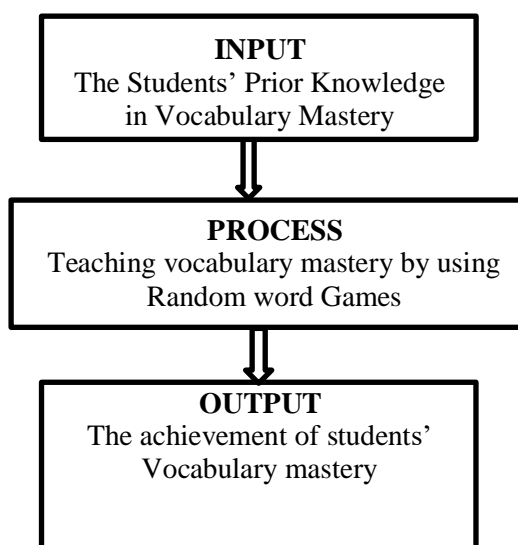 INPUT
The Students’ Prior Knowledge
in Vocabulary Mastery
PROCESS
Teaching vocabulary mastery by using
Random word Games
OUTPUT
The achievement of students’
Vocabulary mastery